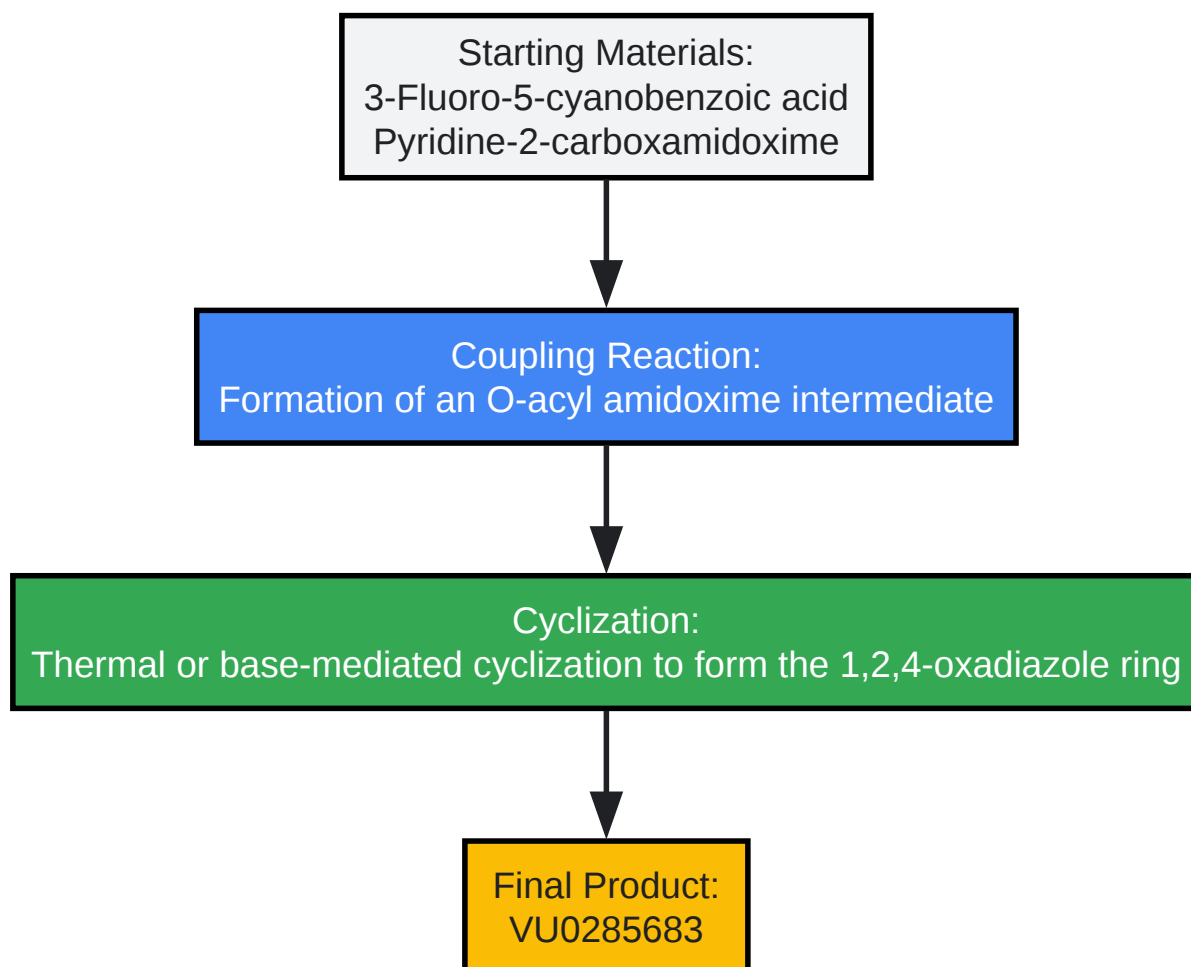 Starting Materials:
3-Fluoro-5-cyanobenzoic acid
Pyridine-2-carboxamidoxime
Coupling Reaction:
Formation of an O-acyl amidoxime intermediate
Cyclization:
Thermal or base-mediated cyclization to form the 1,2,4-oxadiazole ring
Final Product:
VU0285683